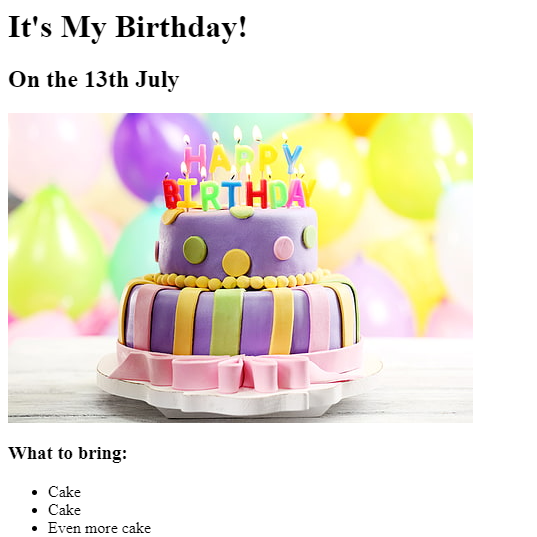 It's My Birthday!
On the 13th July
HAPPY
BIRTHDAY
What to bring:
Cake
Cake
Even more cake